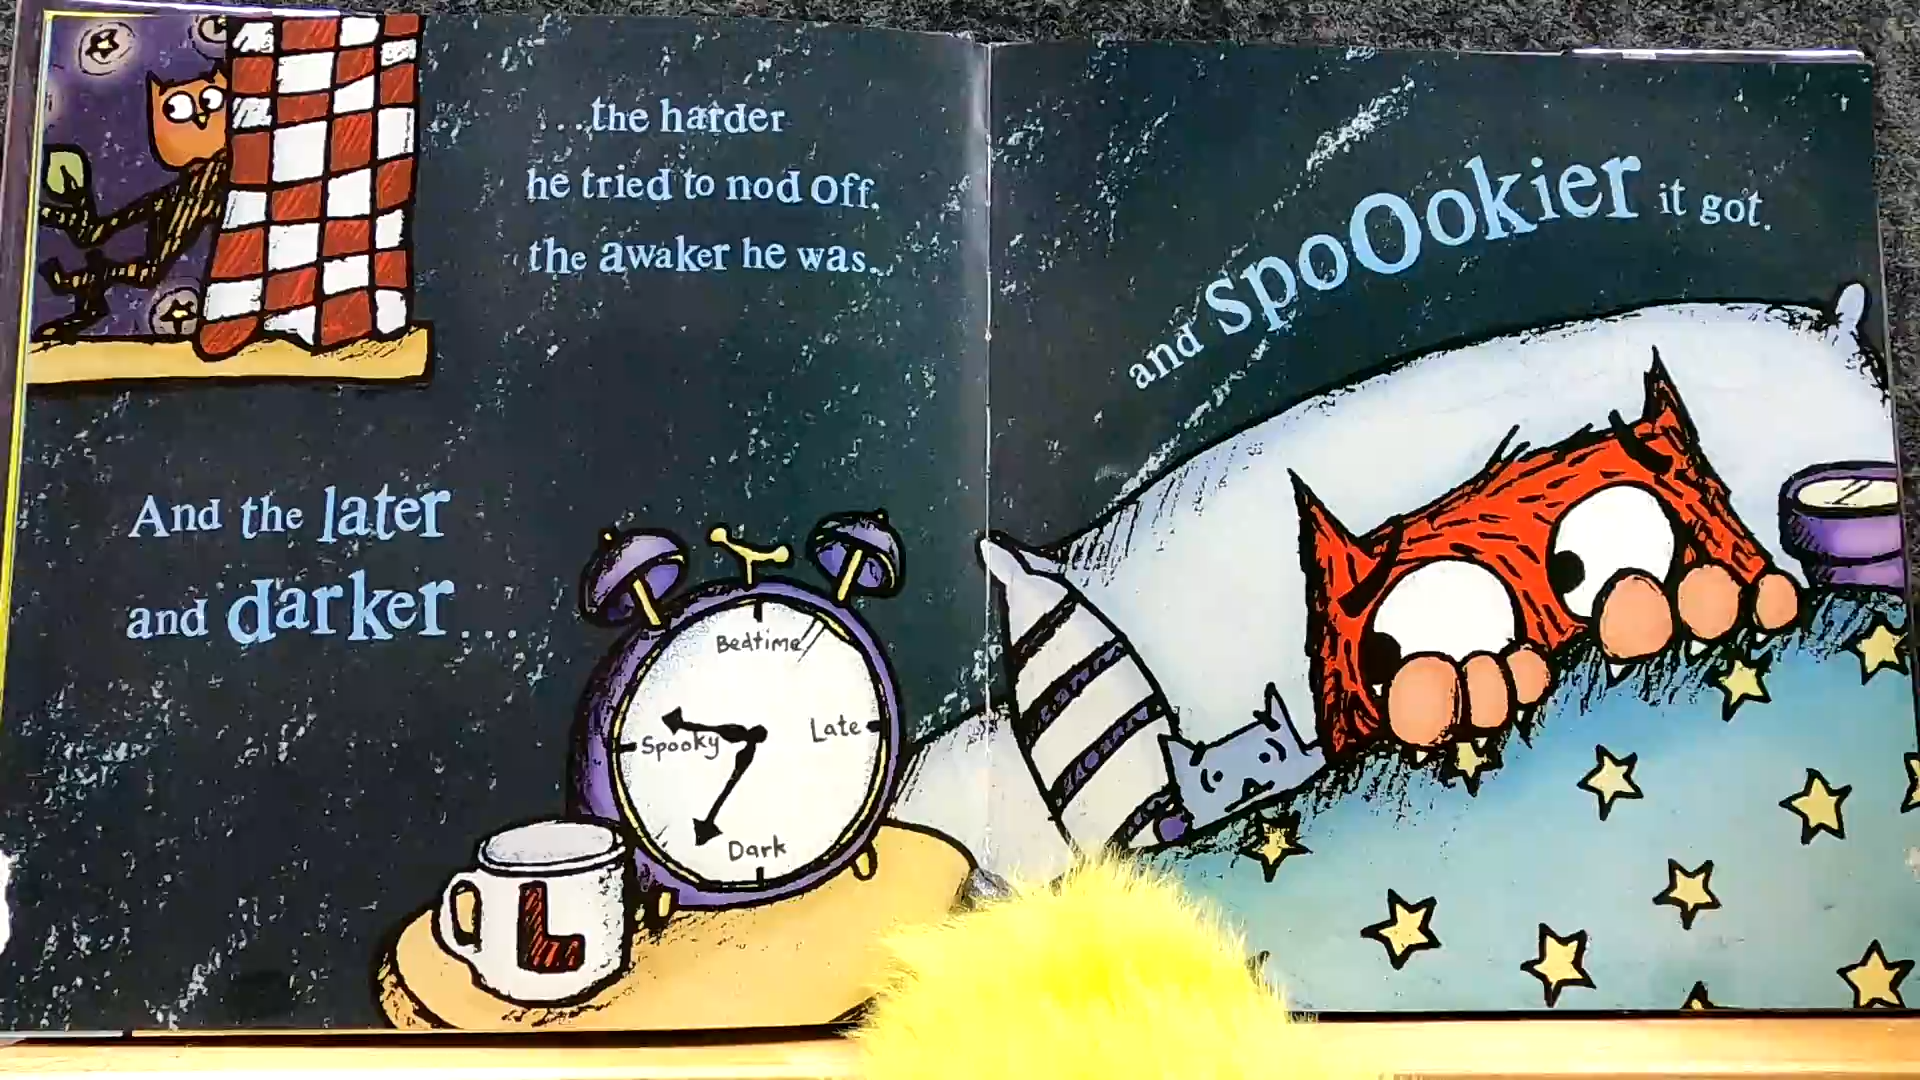 ...the harder
he tried to nod off,
the awaker he was...
And the later
and darker...
Bedtime
Late
Spooky
Dark
L
and spoOokier it got.